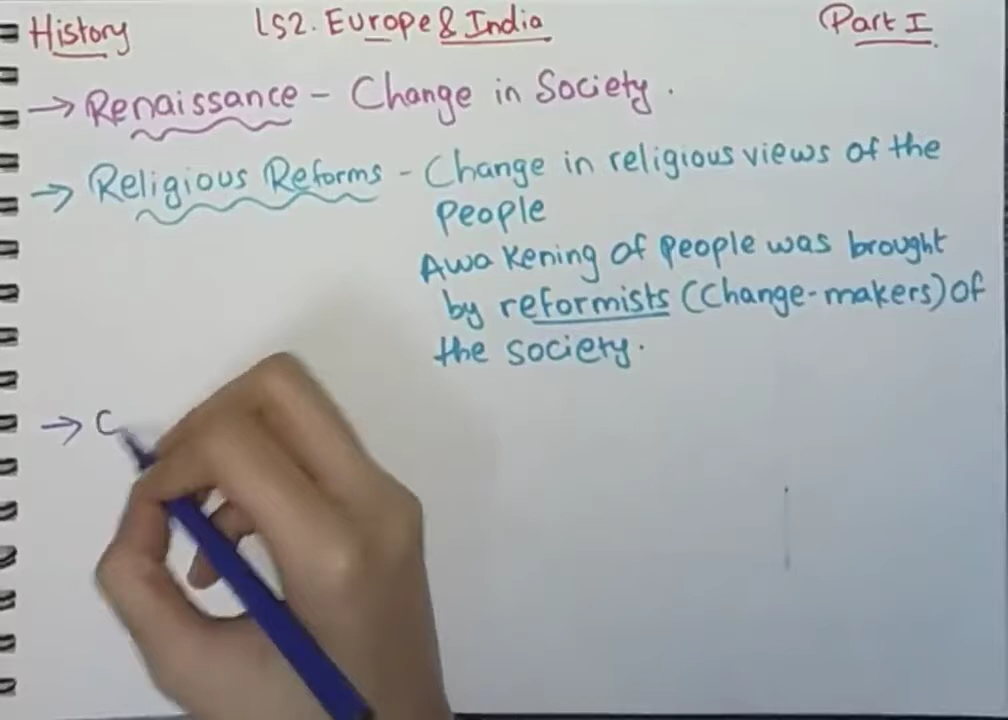 History LS2. Europe & India Part I
→ Renaissance - Change in Society.
→ Religious Reforms - Change in religious views of the
people
Awakening of people was brought
by reformists (Change-makers) of
the society.
→ C